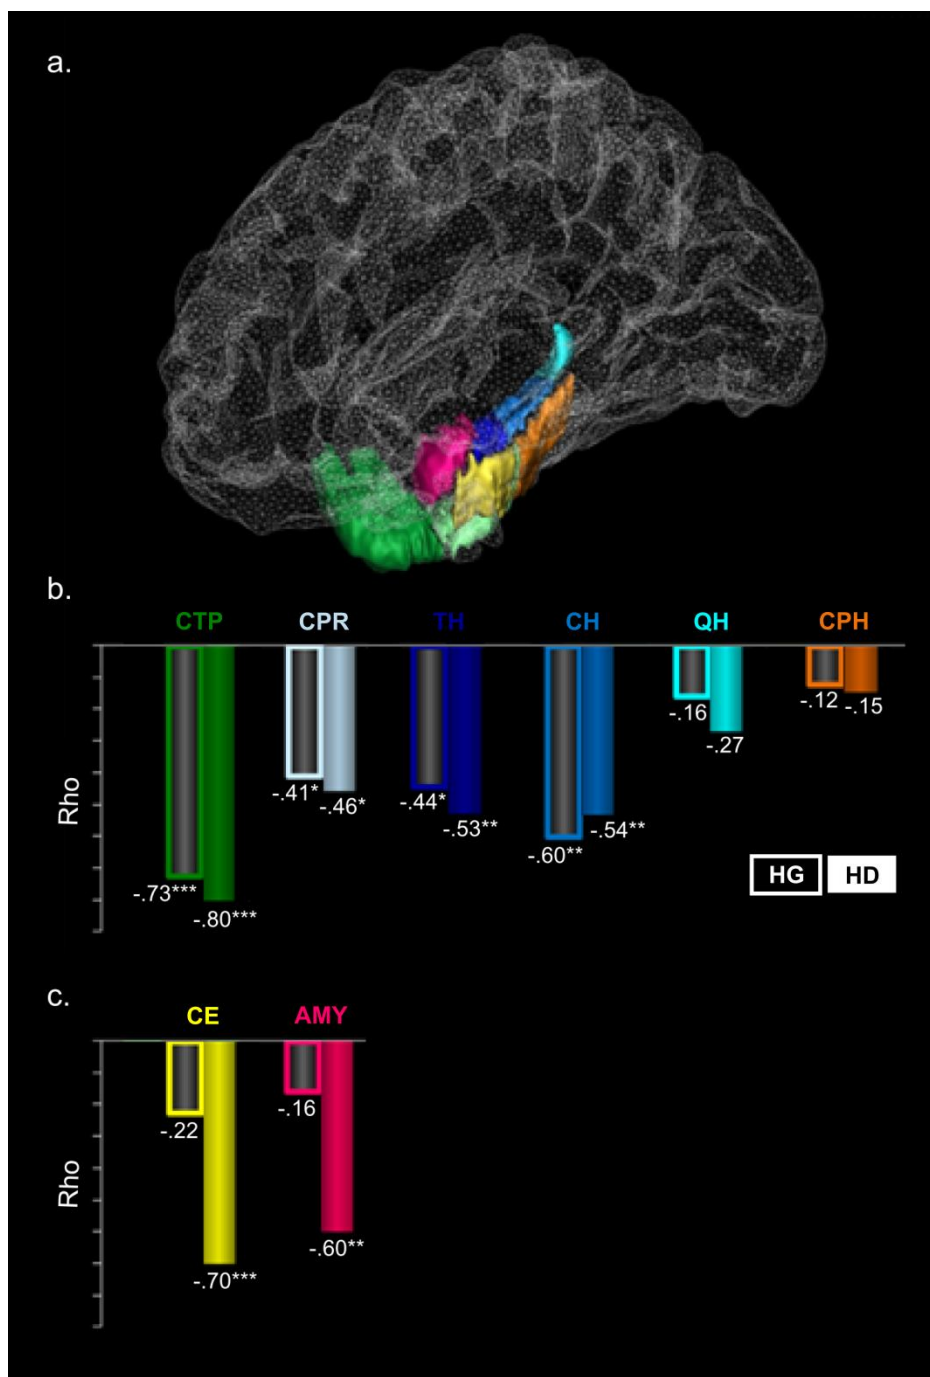 a.
b.
CTP CPR TH CH QH CPH
Rho
-.73*** -.80*** -.41* -.46* -.44* -.53** -.60** -.54** -.16 -.27 -.12 -.15
HG HD
c.
CE AMY
Rho
-.22 -.70*** -.16 -.60**